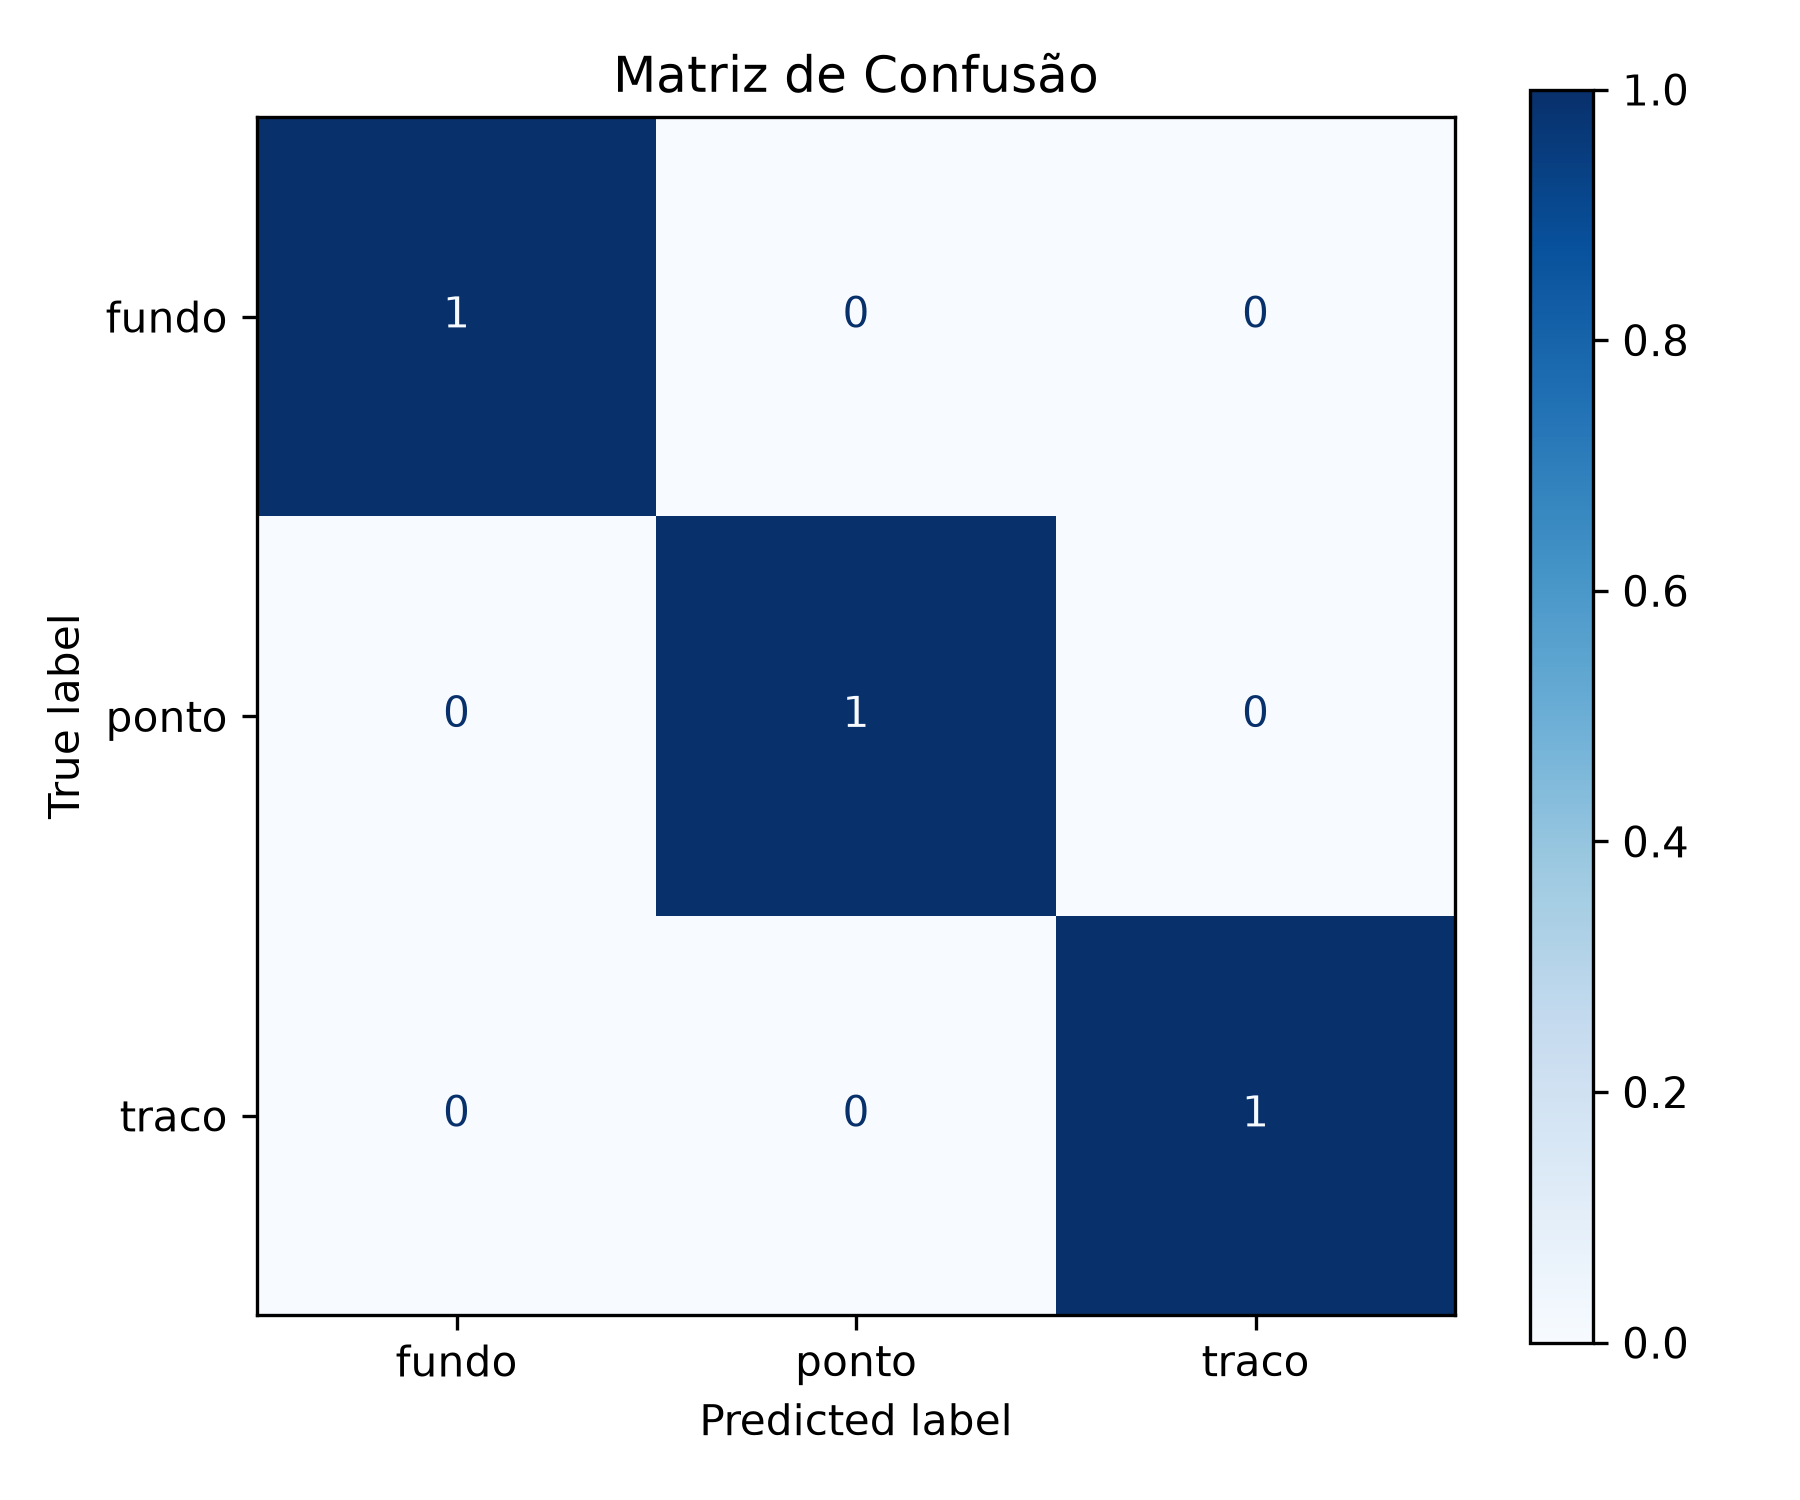 Matriz de Confusão
True label
fundo 1 0 0
ponto 0 1 0
traco 0 0 1
fundo ponto traco
Predicted label
1.0
0.8
0.6
0.4
0.2
0.0